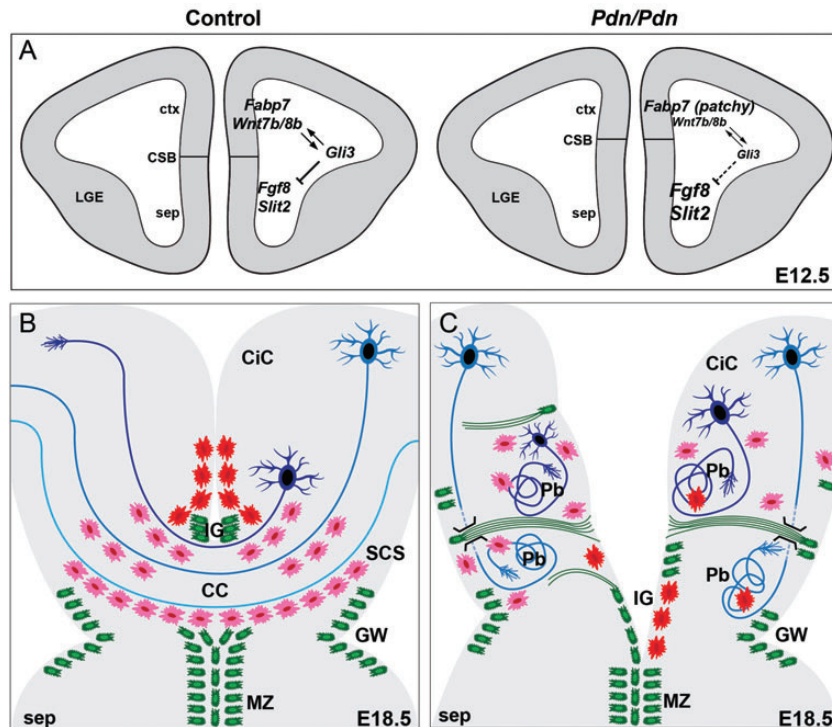 Control
Pdn/Pdn
A
ctx
CSB
LGE
sep
Fabp7
Wnt7b/8b
Gli3
Fgf8
Slit2
ctx
CSB
LGE
sep
Fabp7 (patchy)
Wnt7b/8b
Gli3
Fgf8
Slit2
E12.5
B
CiC
IG
SCS
CC
GW
MZ
sep
E18.5
C
CiC
Pb
Pb
Pb
Pb
IG
GW
MZ
sep
E18.5